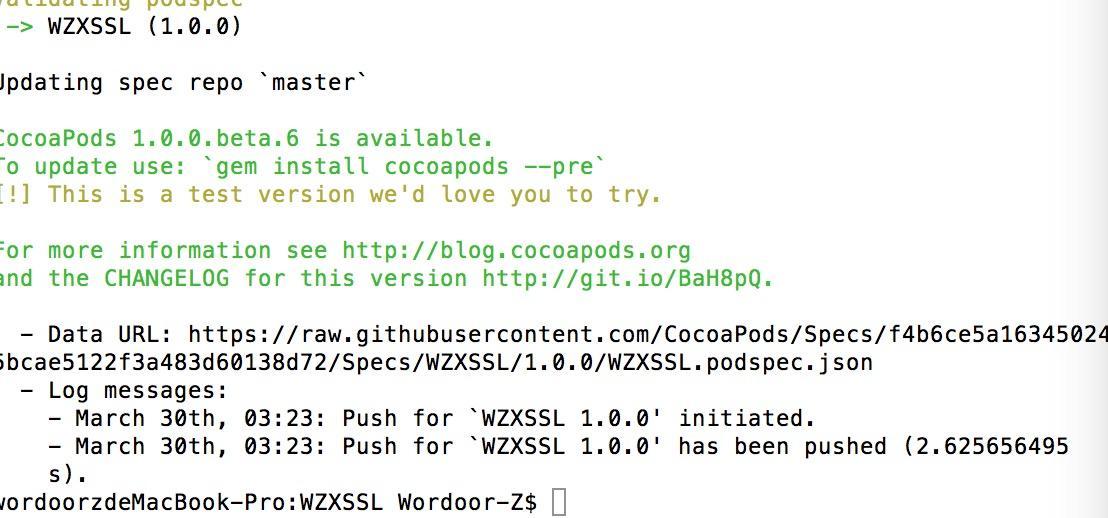 Validating podspec
-> WZXSSL (1.0.0)
Updating spec repo `master`
CocoaPods 1.0.0.beta.6 is available.
To update use: `gem install cocoapods --pre`
[!] This is a test version we'd love you to try.
For more information see http://blog.cocoapods.org
and the CHANGELOG for this version http://git.io/BaH8pQ.
- Data URL: https://raw.githubusercontent.com/CocoaPods/Specs/f4b6ce5a16345024
5bcae5122f3a483d60138d72/Specs/WZXSSL/1.0.0/WZXSSL.podspec.json
- Log messages:
- March 30th, 03:23: Push for `WZXSSL 1.0.0' initiated.
- March 30th, 03:23: Push for `WZXSSL 1.0.0' has been pushed (2.625656495
s).
wordoorzdeMacBook-Pro:WZXSSL Wordoor-Z$